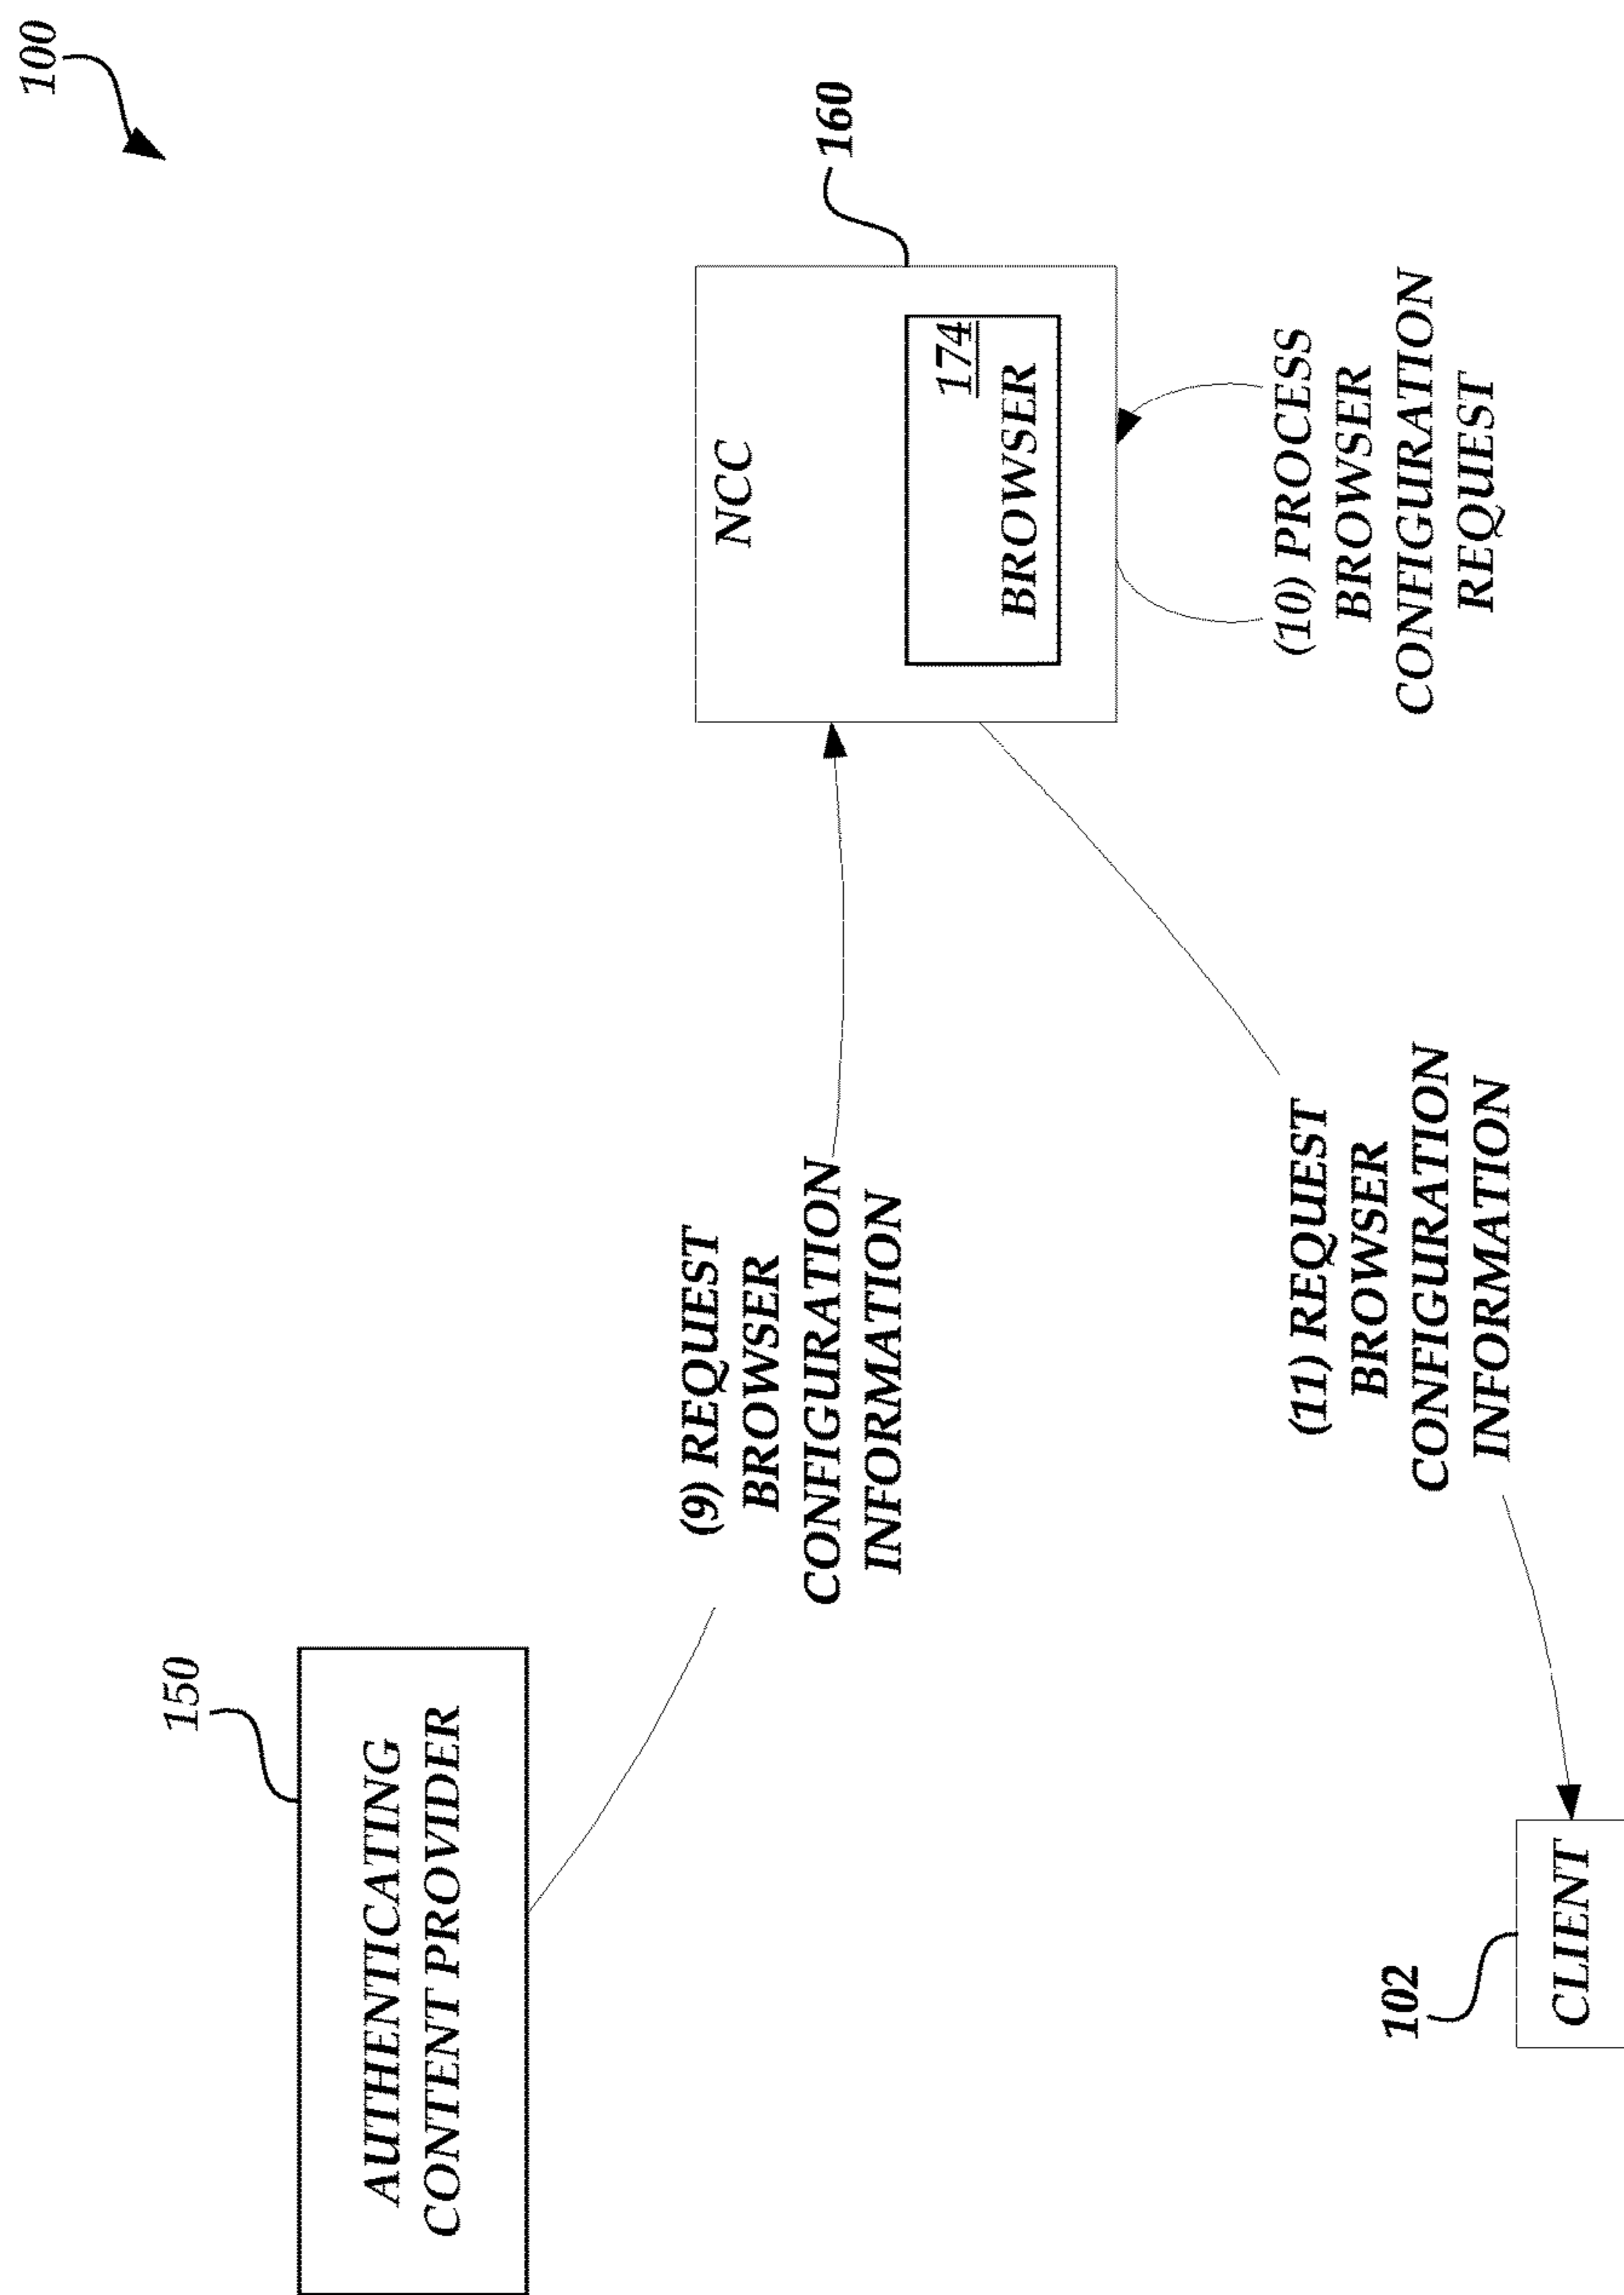 100
150
AUTHENTICATING
CONTENT PROVIDER
(9) REQUEST
BROWSER
CONFIGURATION
INFORMATION
NCC
160
174
BROWSER
102
CLIENT
(11) REQUEST
BROWSER
CONFIGURATION
INFORMATION
(10) PROCESS
BROWSER
CONFIGURATION
REQUEST